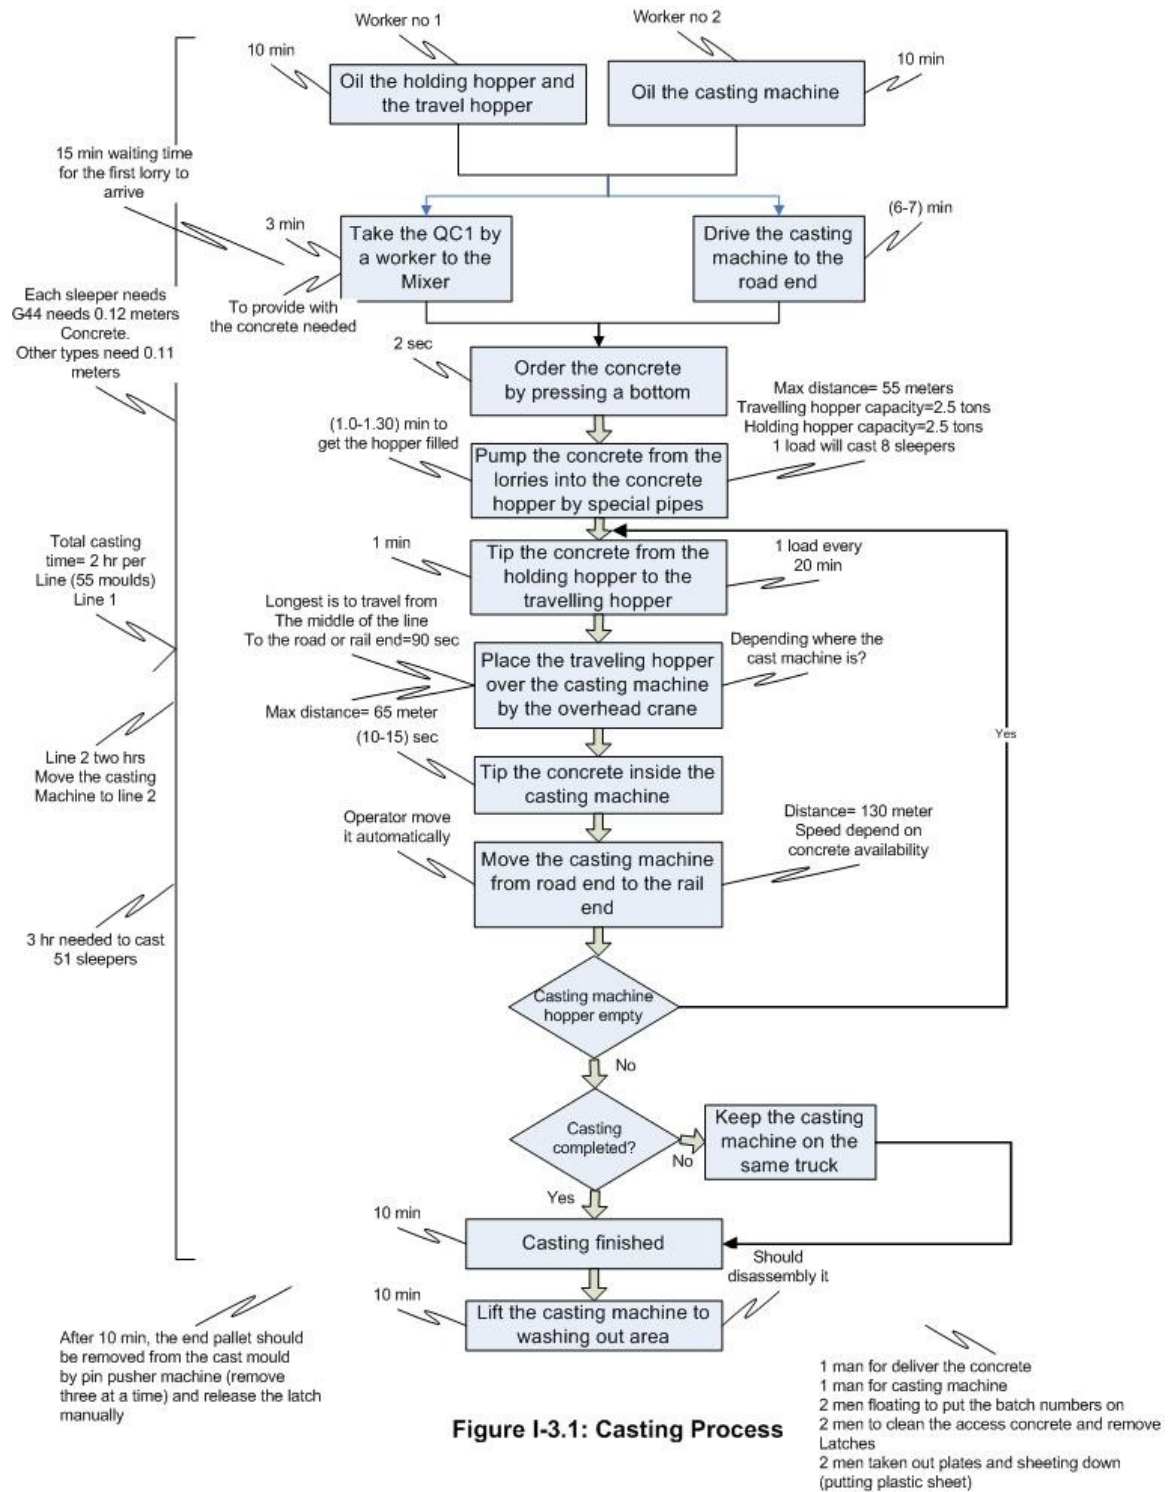 Worker no 1
Worker no 2
10 min
Oil the holding hopper and
the travel hopper
Oil the casting machine
10 min
15 min waiting time
for the first lorry to
arrive
3 min
Take the QC1 by
a worker to the
Mixer
Drive the casting
machine to the
road end
(6-7) min
To provide with
the concrete needed
Each sleeper needs
G44 needs 0.12 meters
Concrete.
Other types need 0.11
meters
2 sec
Order the concrete
by pressing a bottom
Max distance= 55 meters
Travelling hopper capacity=2.5 tons
Holding hopper capacity=2.5 tons
1 load will cast 8 sleepers
(1.0-1.30) min to
get the hopper filled
Pump the concrete from the
lorries into the concrete
hopper by special pipes
Total casting
time= 2 hr per
Line (55 moulds)
Line 1
1 min
Tip the concrete from the
holding hopper to the
travelling hopper
1 load every
20 min
Longest is to travel from
The middle of the line
To the road or rail end=90 sec
Place the traveling hopper
over the casting machine
by the overhead crane
Depending where the
cast machine is?
Max distance= 65 meter
Yes
(10-15) sec
Tip the concrete inside the
casting machine
Line 2 two hrs
Move the casting
Machine to line 2
Operator move
it automatically
Move the casting machine
from road end to the rail
end
Distance= 130 meter
Speed depend on
concrete availability
3 hr needed to cast
51 sleepers
Casting machine
hopper empty
No
Casting
completed?
No
Keep the casting
machine on the
same truck
Yes
10 min
Casting finished
Should
disassembly it
10 min
Lift the casting machine to
washing out area
After 10 min, the end pallet should
be removed from the cast mould
by pin pusher machine (remove
three at a time) and release the latch
manually
1 man for deliver the concrete
1 man for casting machine
2 men floating to put the batch numbers on
2 men to clean the access concrete and remove
Latches
2 men taken out plates and sheeting down
(putting plastic sheet)
Figure I-3.1: Casting Process